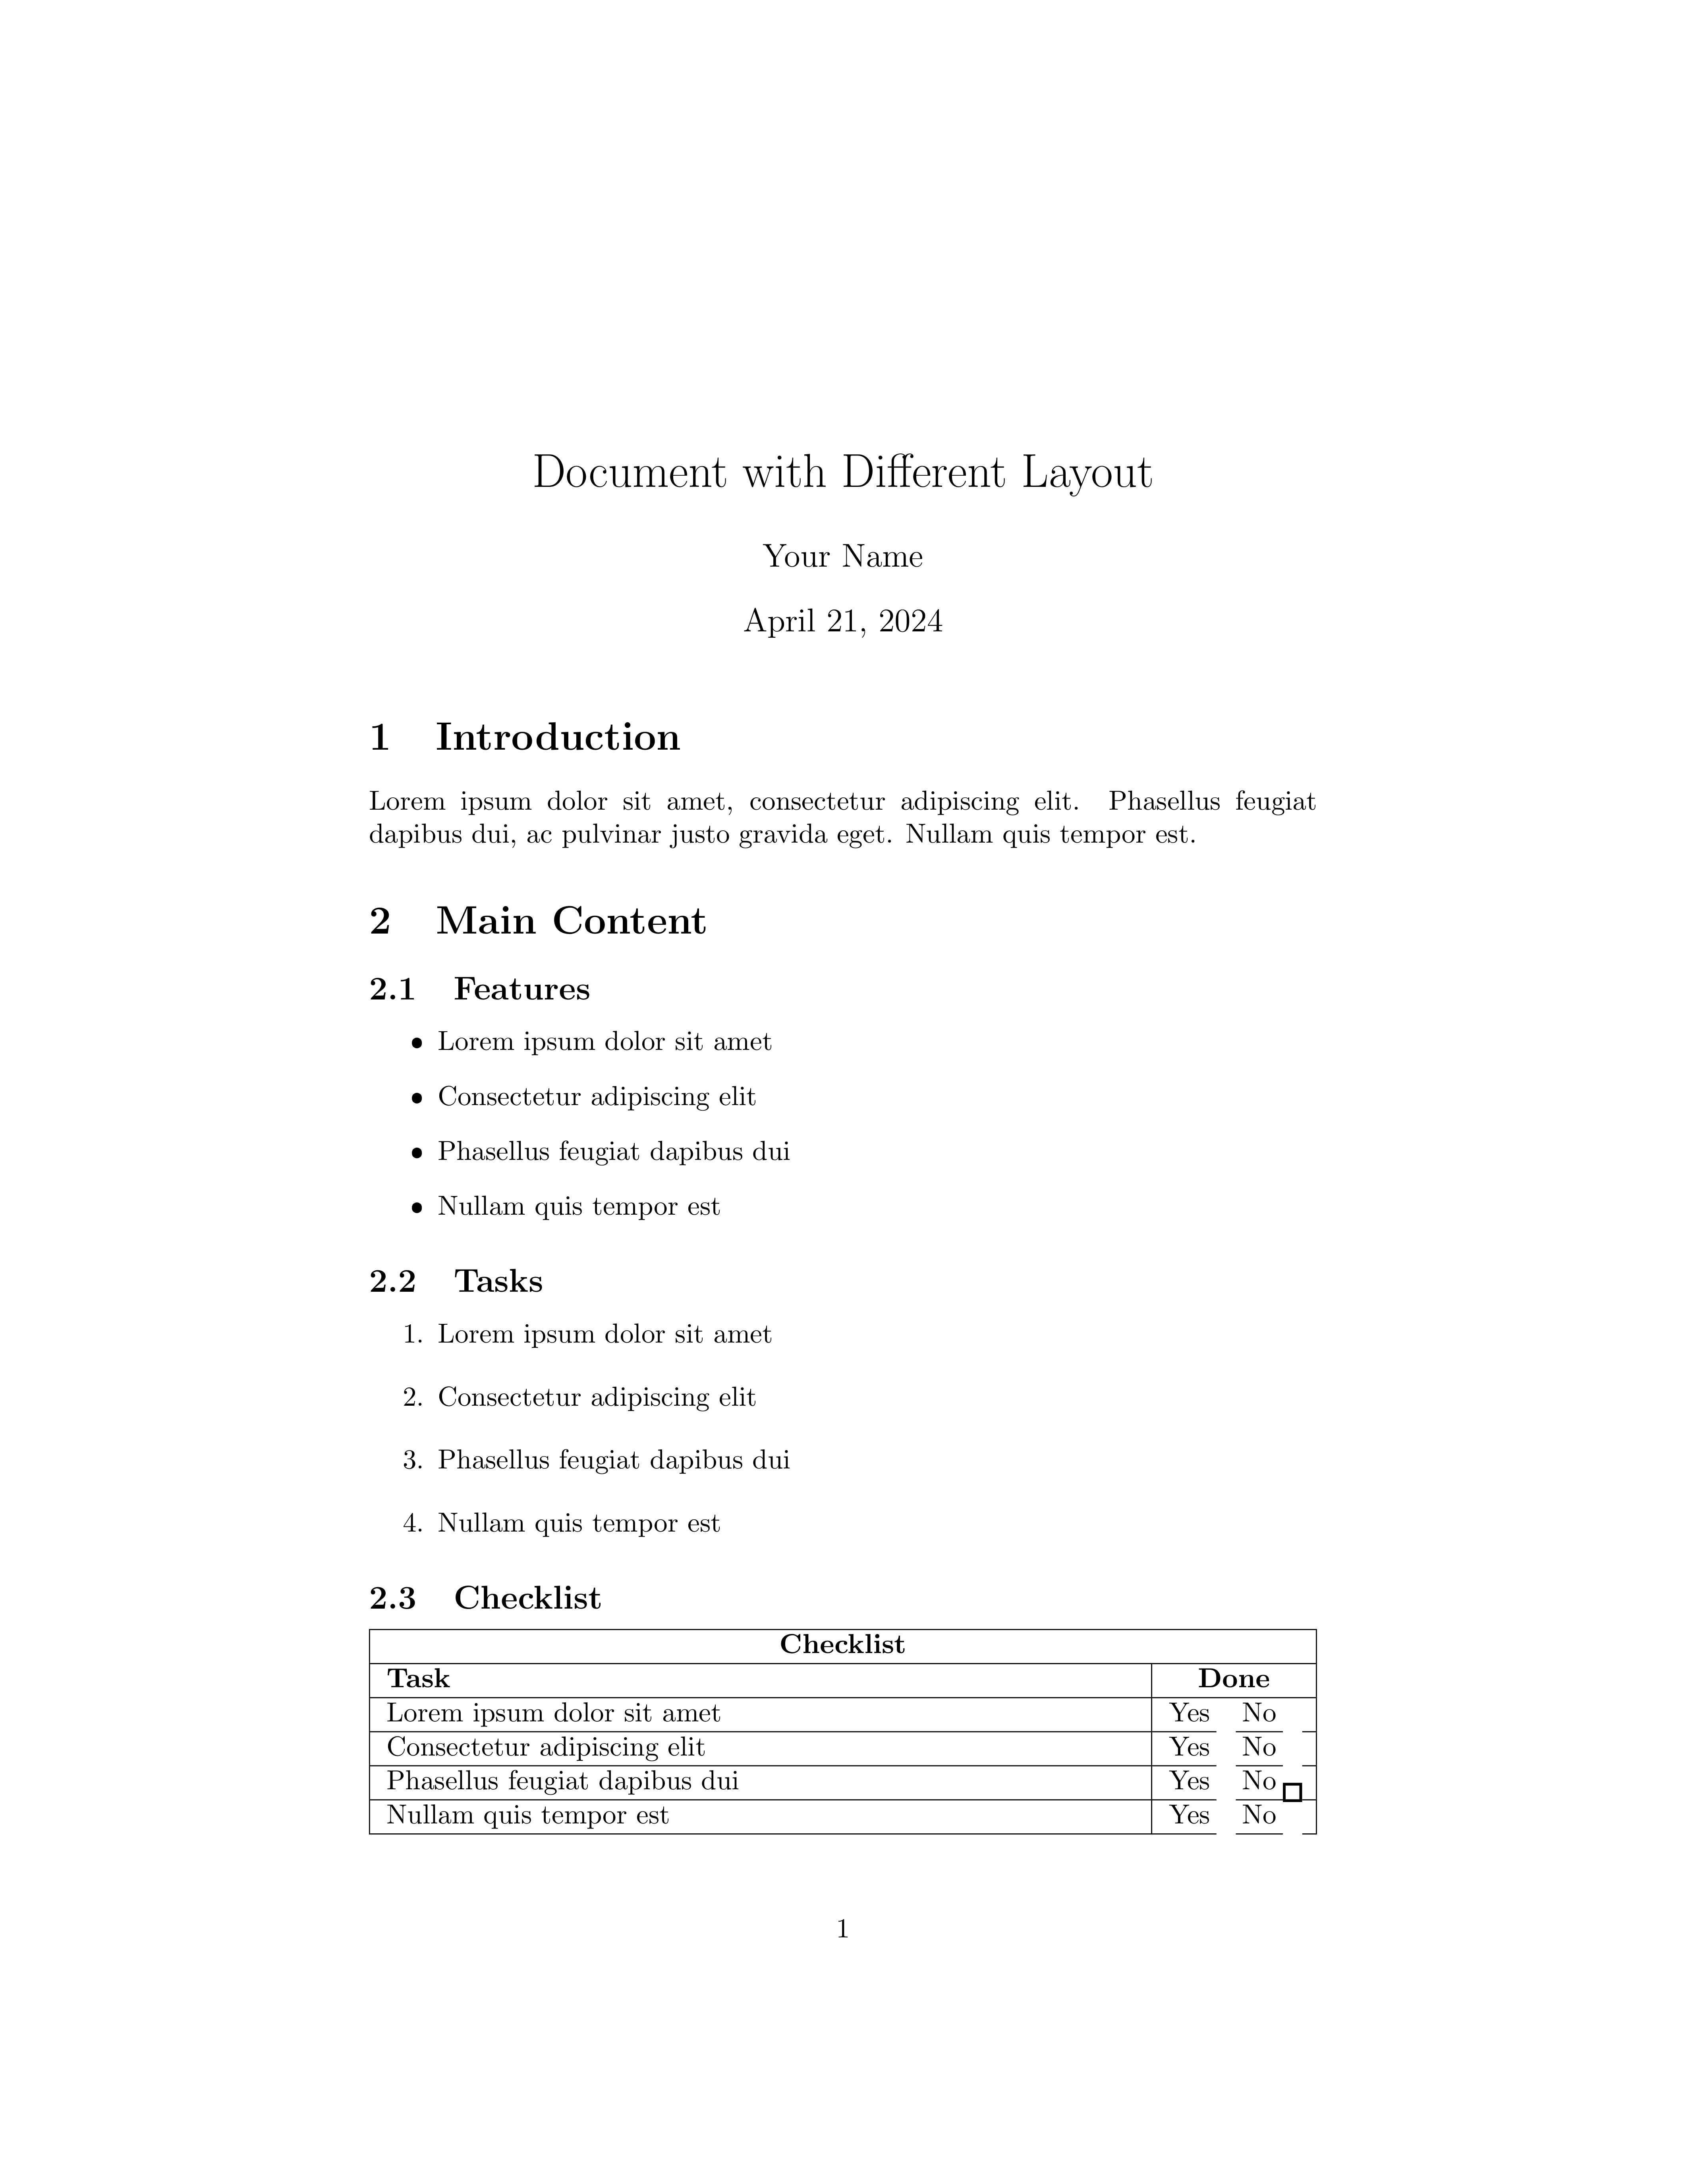 Document with Different Layout
Your Name
April 21, 2024
1 Introduction
Lorem ipsum dolor sit amet, consectetur adipiscing elit. Phasellus feugiat
dapibus dui, ac pulvinar justo gravida eget. Nullam quis tempor est.
2 Main Content
2.1 Features
• Lorem ipsum dolor sit amet
• Consectetur adipiscing elit
• Phasellus feugiat dapibus dui
• Nullam quis tempor est
2.2 Tasks
1. Lorem ipsum dolor sit amet
2. Consectetur adipiscing elit
3. Phasellus feugiat dapibus dui
4. Nullam quis tempor est
2.3 Checklist
Checklist
Task Done
Lorem ipsum dolor sit amet Yes No
Consectetur adipiscing elit Yes No
Phasellus feugiat dapibus dui Yes No
Nullam quis tempor est Yes No
1